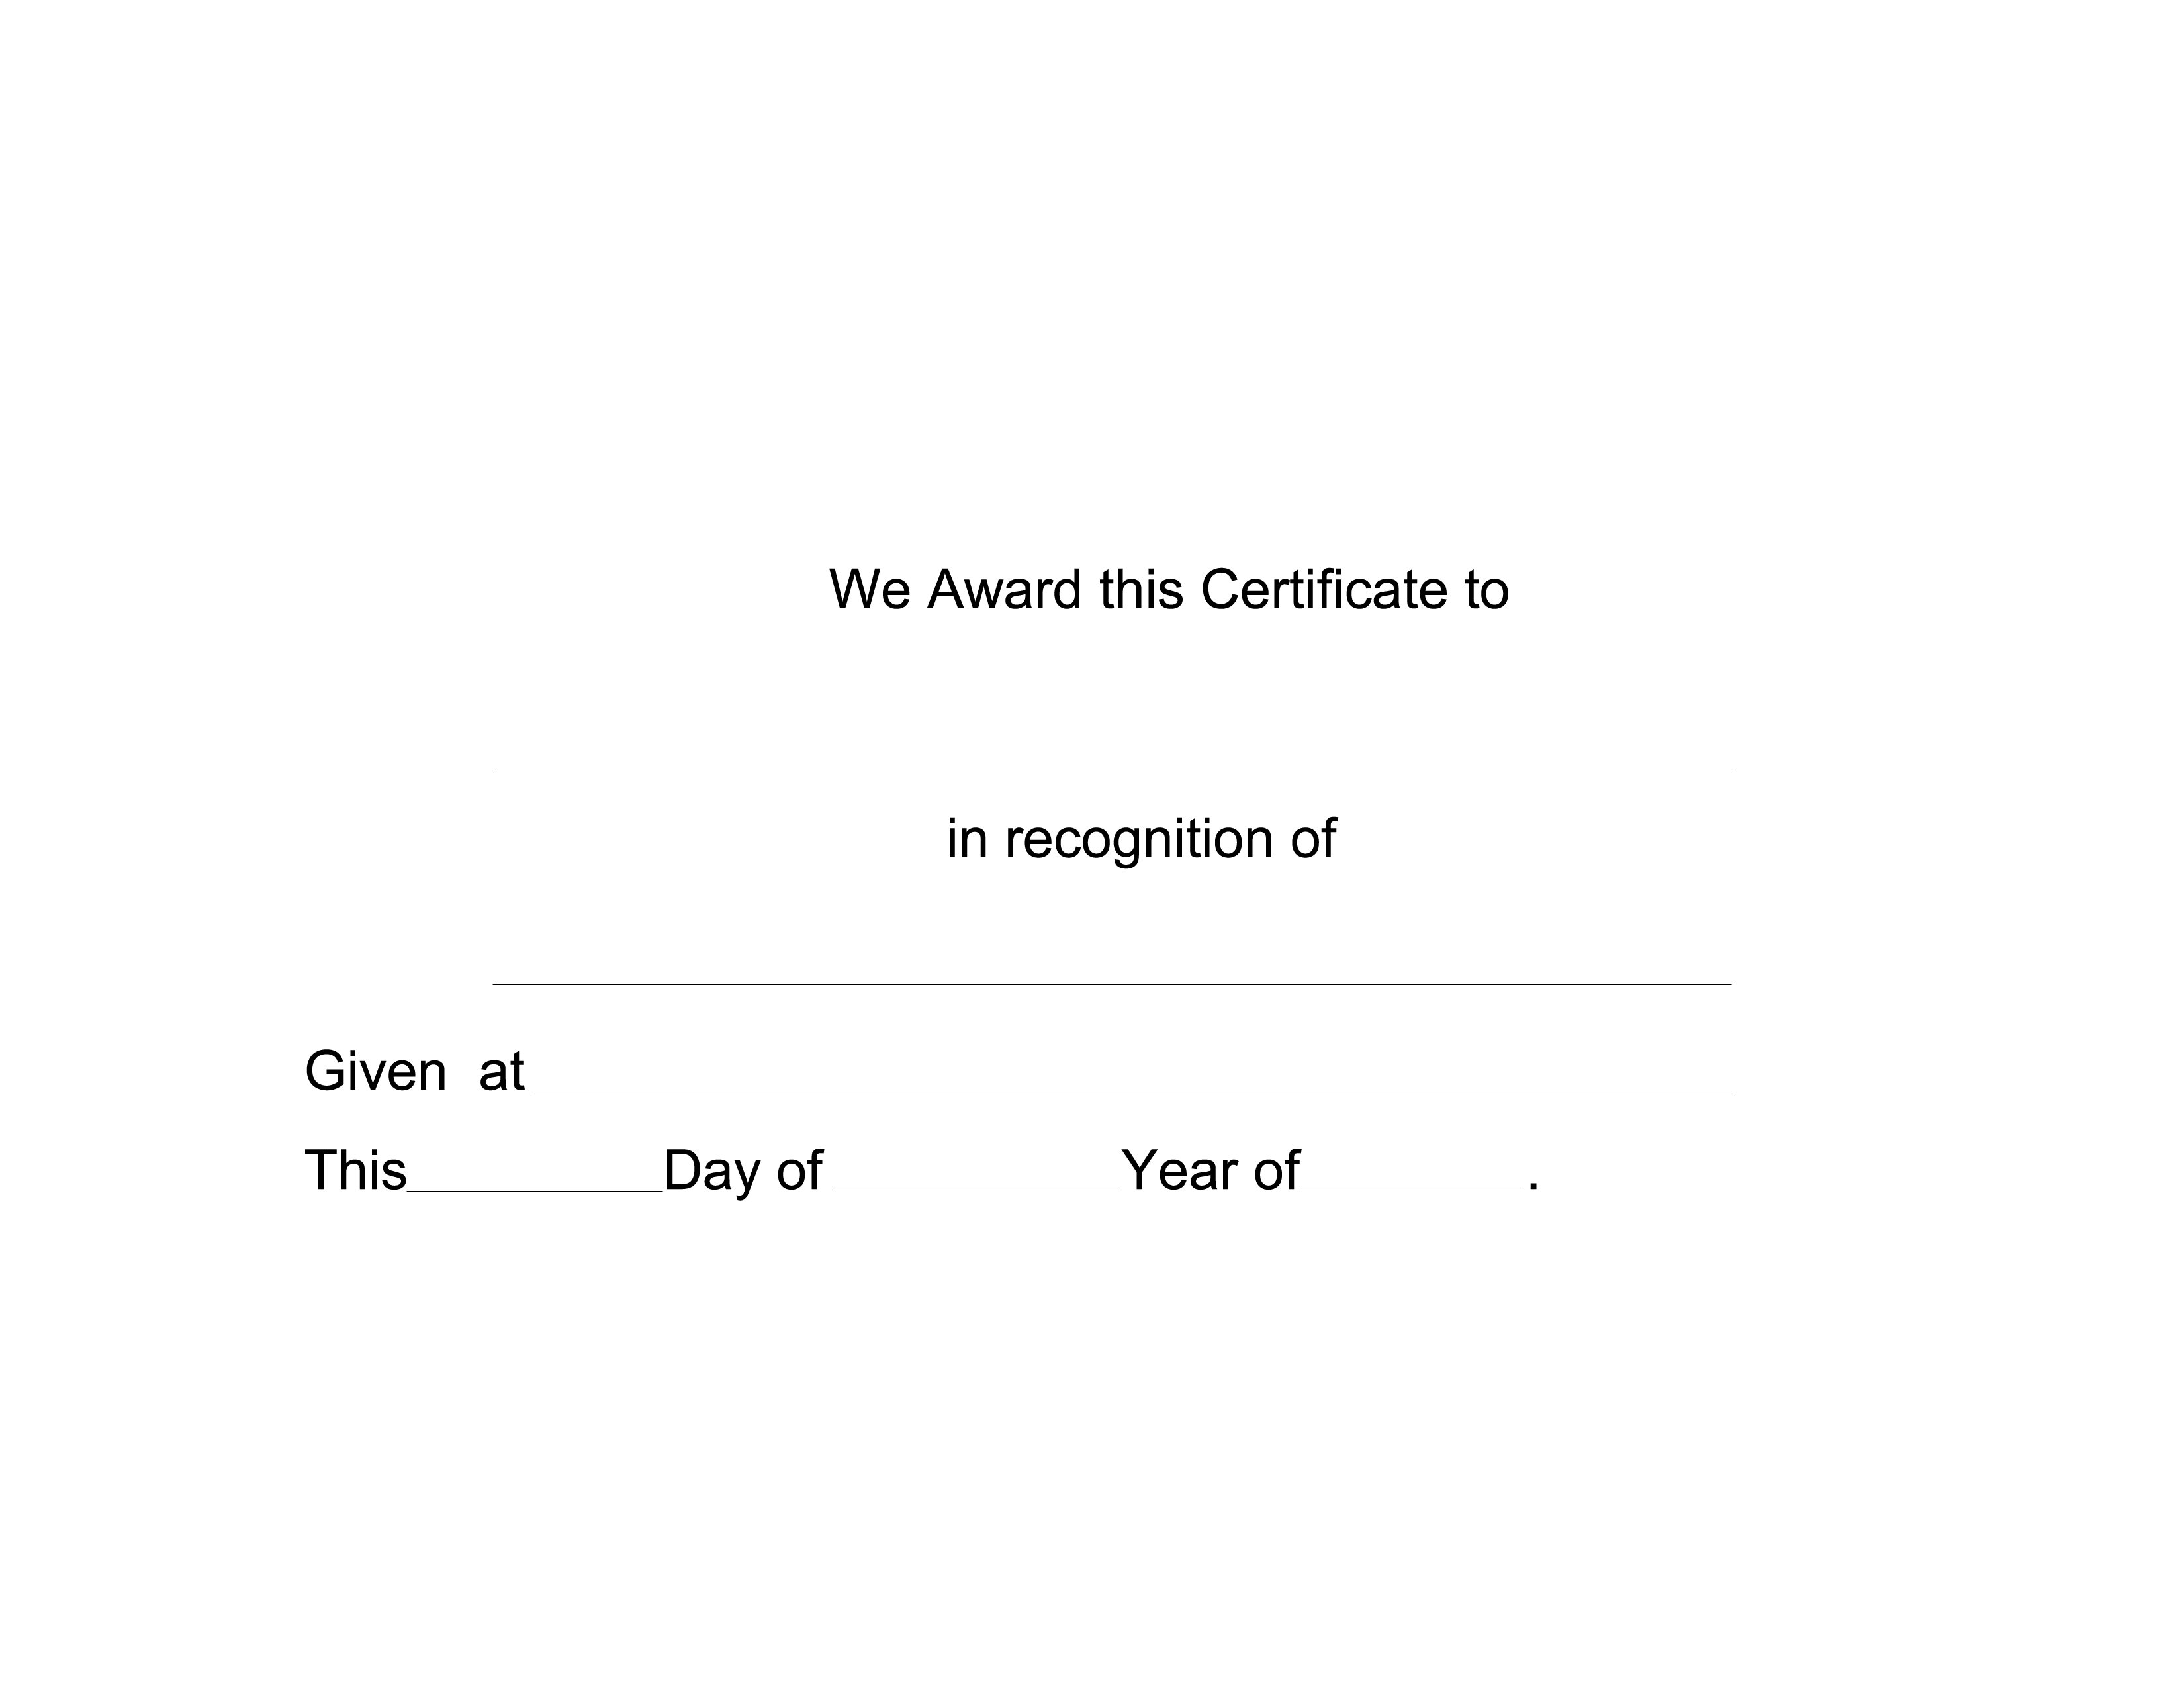 We Award this Certificate to
in recognition of
Given at
This Day of Year of .